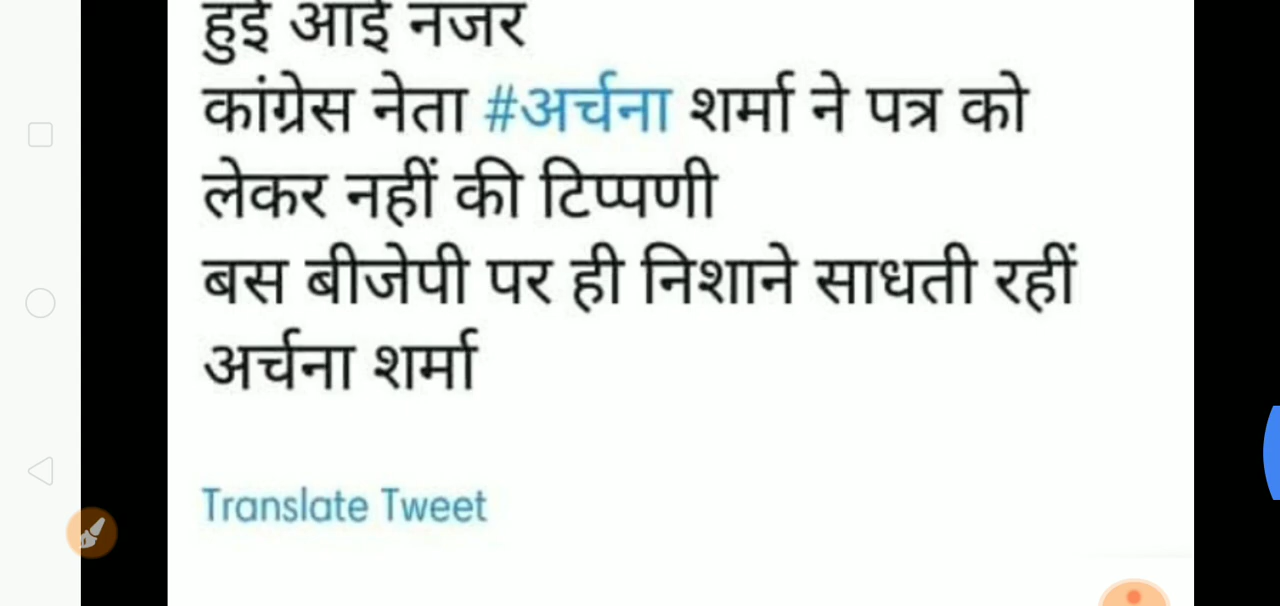 हुई आई नजर
कांग्रेस नेता #अर्चना शर्मा ने पत्र को
लेकर नहीं की टिप्पणी
बस बीजेपी पर ही निशाने साधती रहीं
अर्चना शर्मा
Translate Tweet